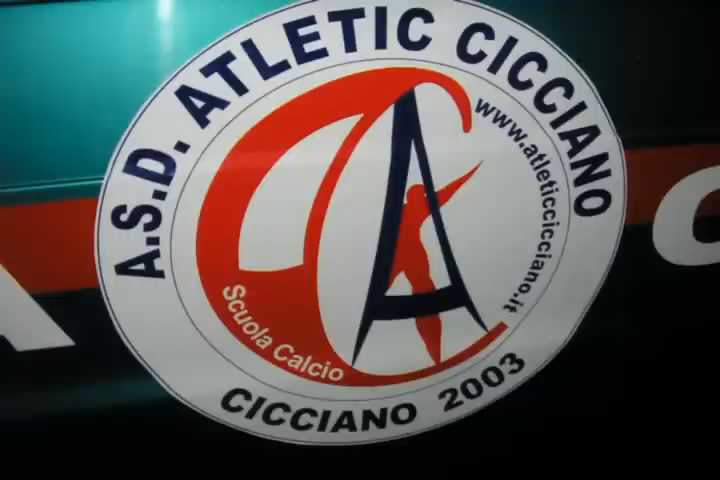 A.S.D. ATLETIC CICCIANO
www.atleticcicciano.it
Scuola Calcio
CICCIANO 2003